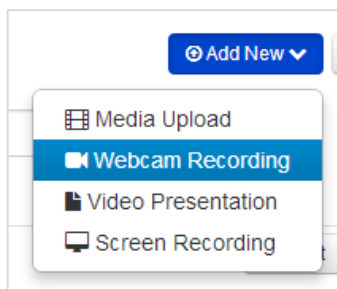 Add New
Media Upload
Webcam Recording
Video Presentation
Screen Recording